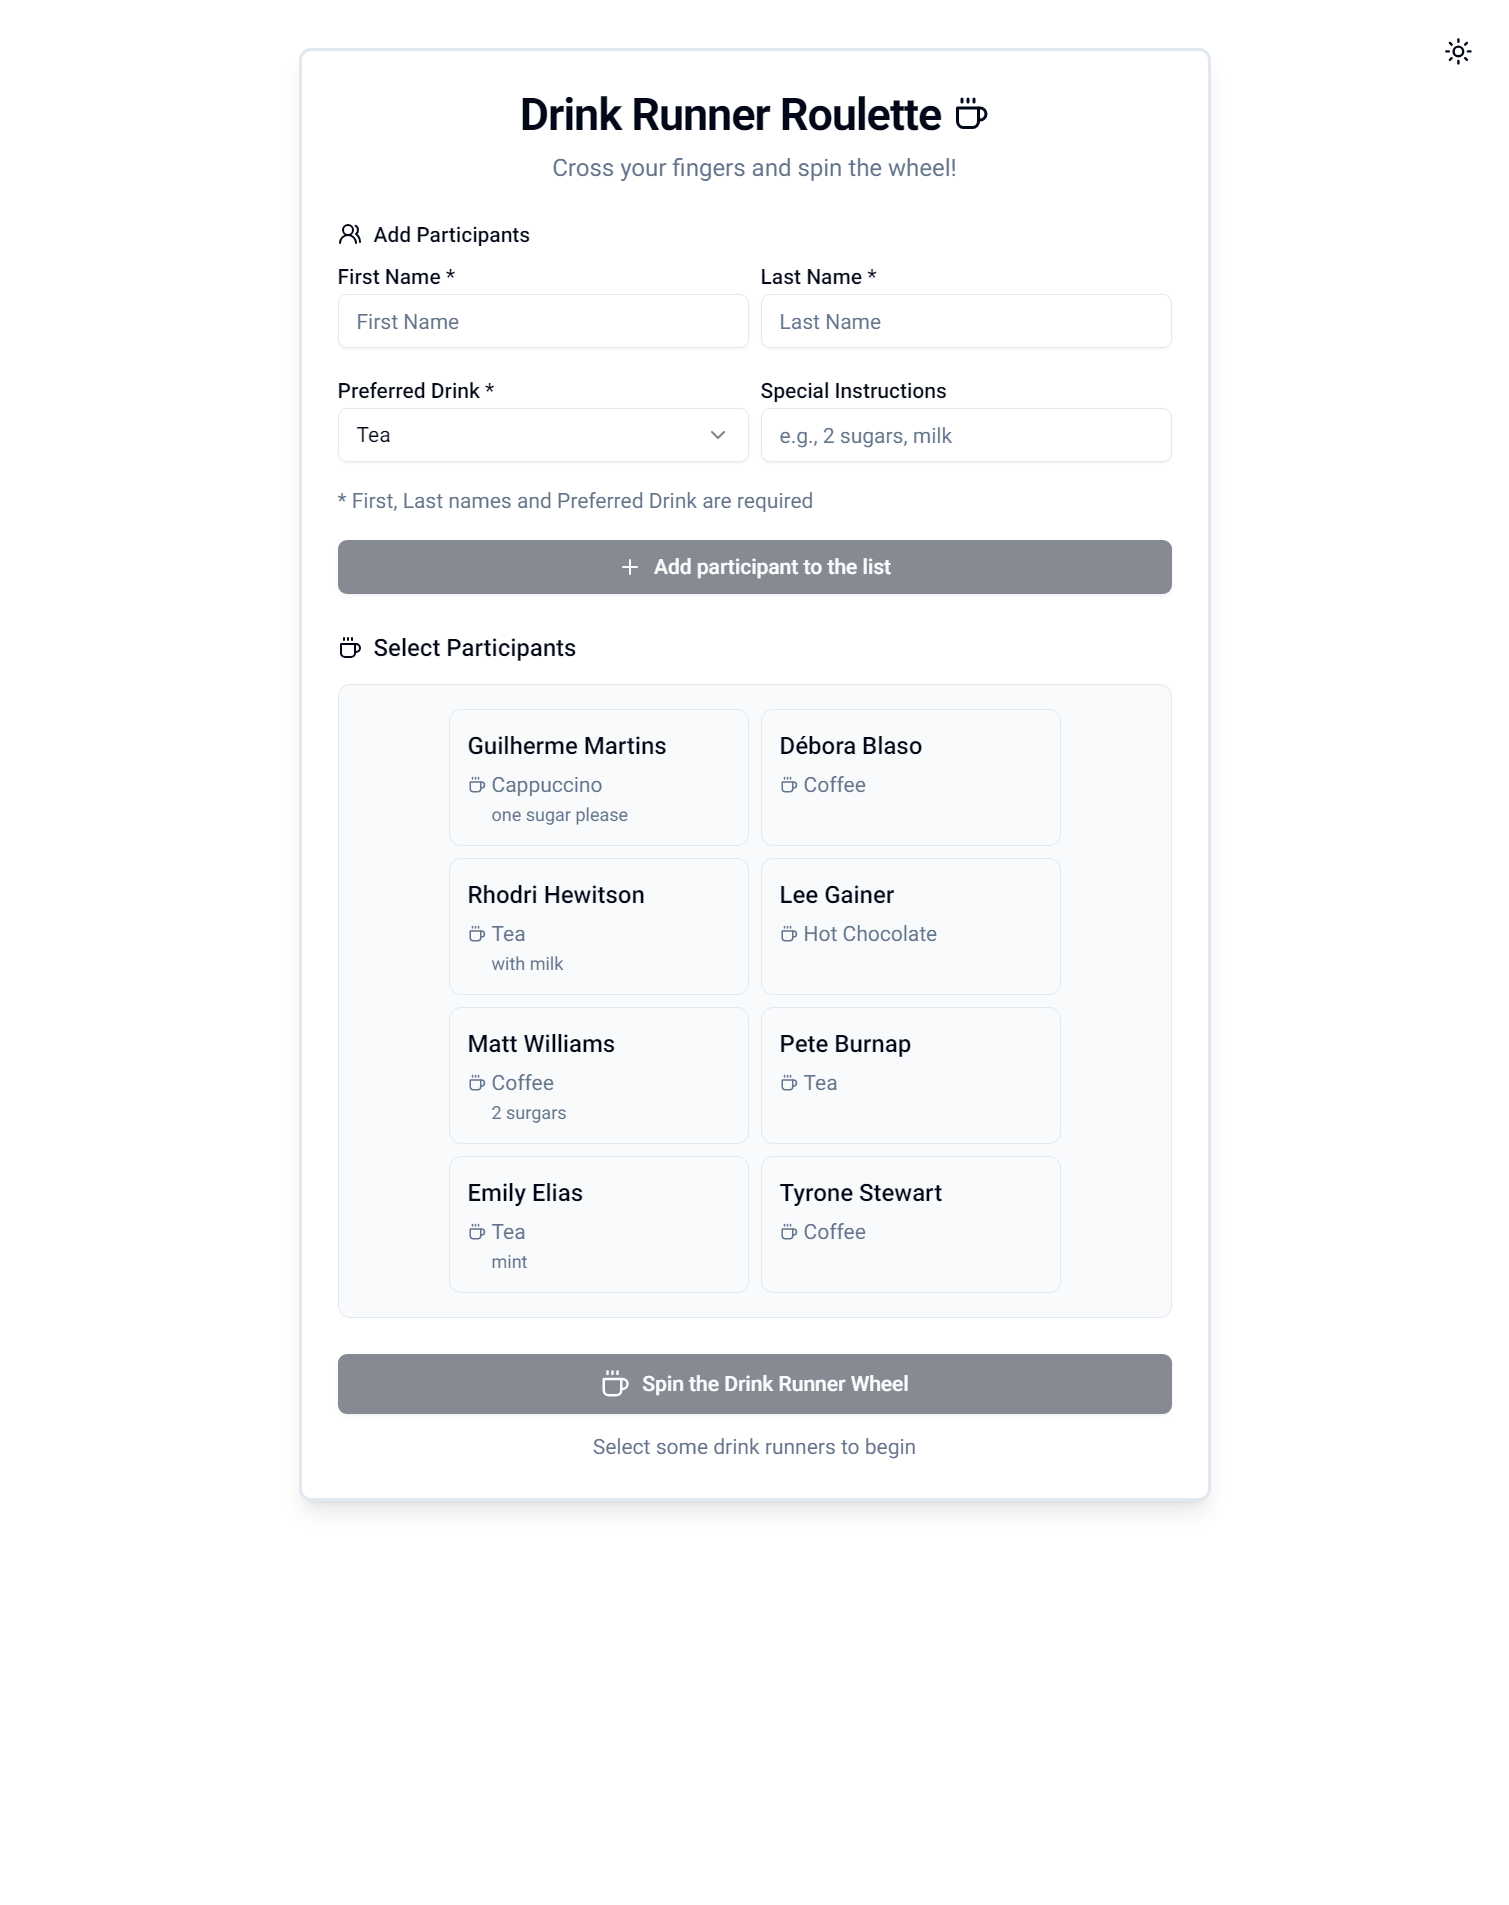 Drink Runner Roulette
Cross your fingers and spin the wheel!
Add Participants
First Name *
Last Name *
First Name
Last Name
Preferred Drink *
Special Instructions
Tea
e.g., 2 sugars, milk
* First, Last names and Preferred Drink are required
Add participant to the list
Select Participants
Guilherme Martins
Cappuccino
one sugar please
Débora Blaso
Coffee
Rhodri Hewitson
Tea
with milk
Lee Gainer
Hot Chocolate
Matt Williams
Coffee
2 surgars
Pete Burnap
Tea
Emily Elias
Tea
mint
Tyrone Stewart
Coffee
Spin the Drink Runner Wheel
Select some drink runners to begin